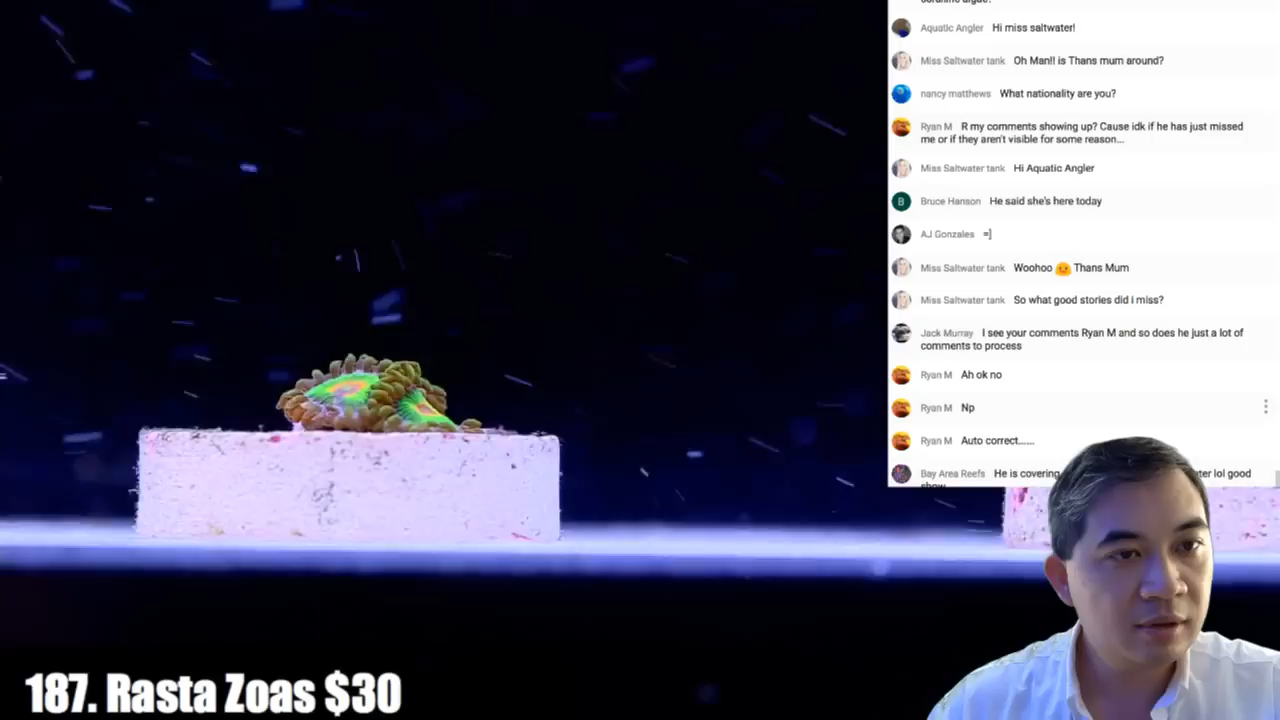 Aquatic Angler Hi miss saltwater!
Miss Saltwater tank Oh Man!! is Thans mum around?
nancy matthews What nationality are you?
Ryan M R my comments showing up? Cause idk if he has just missed
me or if they aren't visible for some reason...
Miss Saltwater tank Hi Aquatic Angler
B Bruce Hanson He said she's here today
AJ Gonzales =]
Miss Saltwater tank Woohoo 🤗 Thans Mum
Miss Saltwater tank So what good stories did i miss?
Jack Murray I see your comments Ryan M and so does he just a lot of
comments to process
Ryan M Ah ok no
Ryan M Np
Ryan M Auto correct......
Bay Area Reefs He is covering lol good
187. Rasta Zoas $30